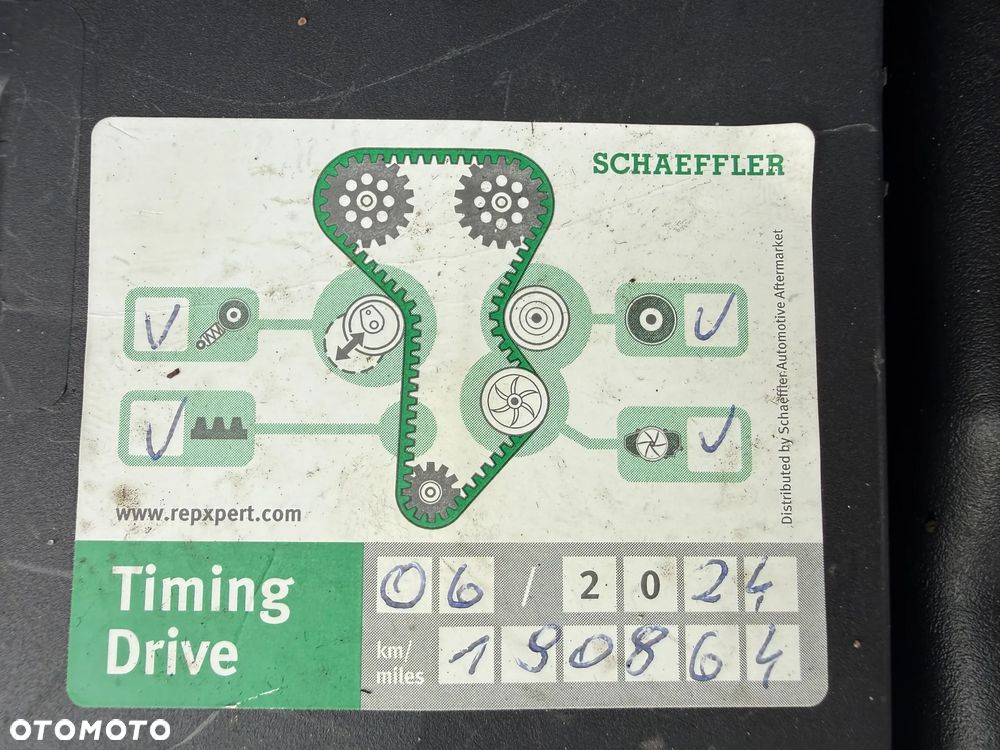 SCHAEFFLER
Distributed by Schaeffler Automotive Aftermarket
www.repxpert.com
Timing
Drive
06 / 2024
km/
miles
190864
OTOMOTO